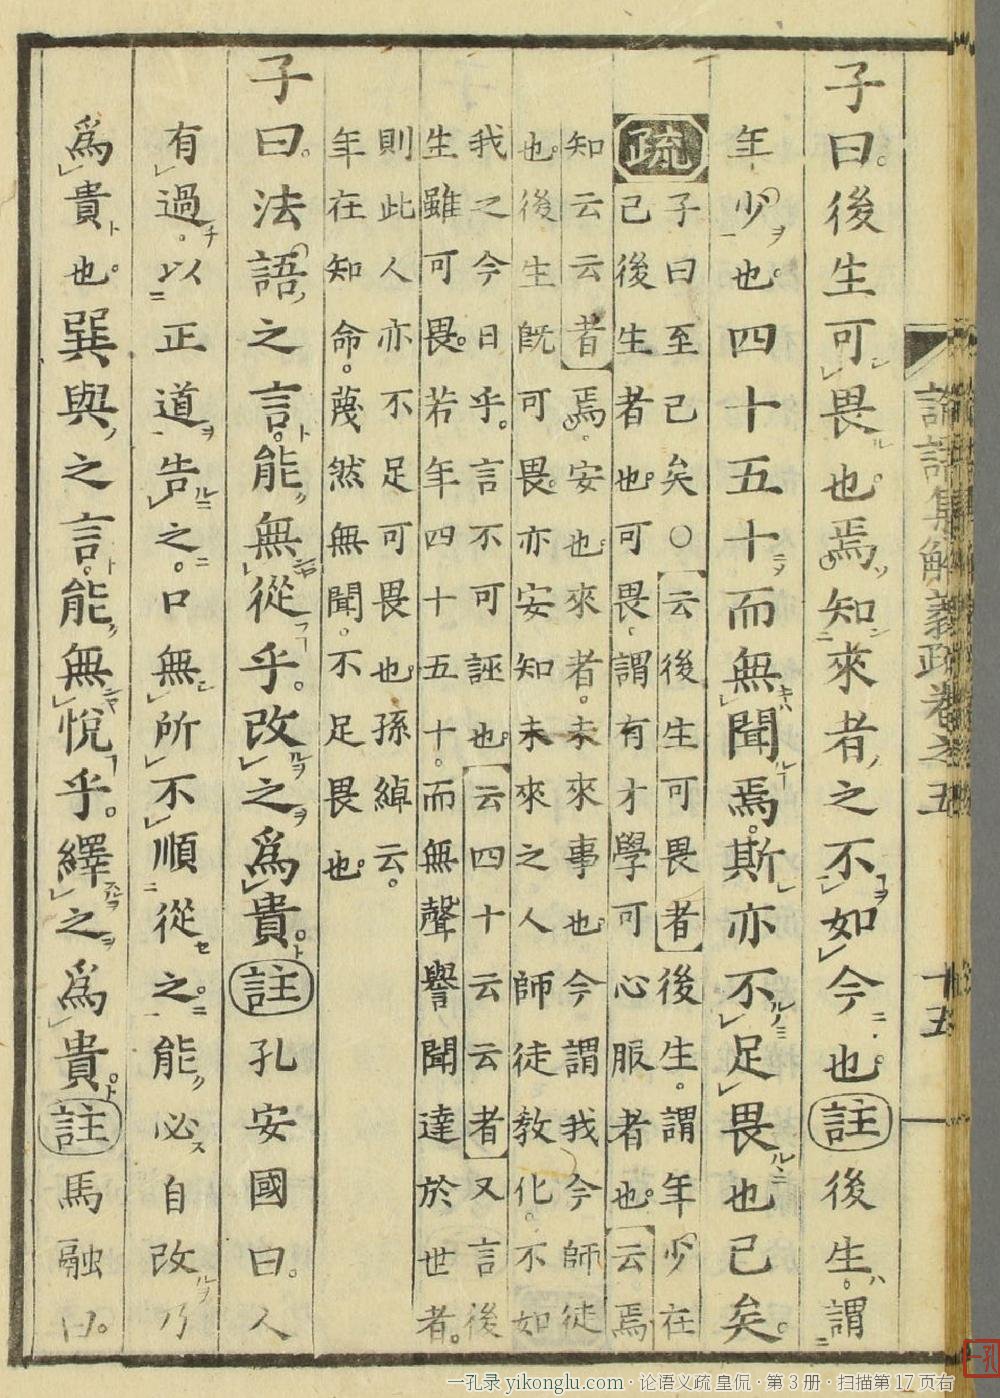 子曰後生可畏也焉知來者之不如今也註後生謂
年少也四十五十而無聞焉斯亦不足畏也已矣
疏子曰至已矣○云後生可畏者後生謂年少在
己後生者也可畏謂有才學可心服者也云焉
知云云者焉安也來者未來事也今謂我今師徒
也後生既可畏亦安知未來之人師徒教化不如
我之今日乎言不可誣也云四十云云者又言後
生雖可畏若年四十五十而無聲譽聞達於世者
則此人亦不足可畏也孫綽云
年在知命蔑然無聞不足畏也
子曰法語之言能無從乎改之為貴註孔安國曰人
有過以正道告之口無所不順從之能必自改乃
為貴也巽與之言能無悅乎繹之為貴註馬融曰
論語集解義疏卷之五 十五
一孔录 yikonglu.com · 论语义疏 皇侃 · 第 3 册 · 扫描第 17 页右
一孔